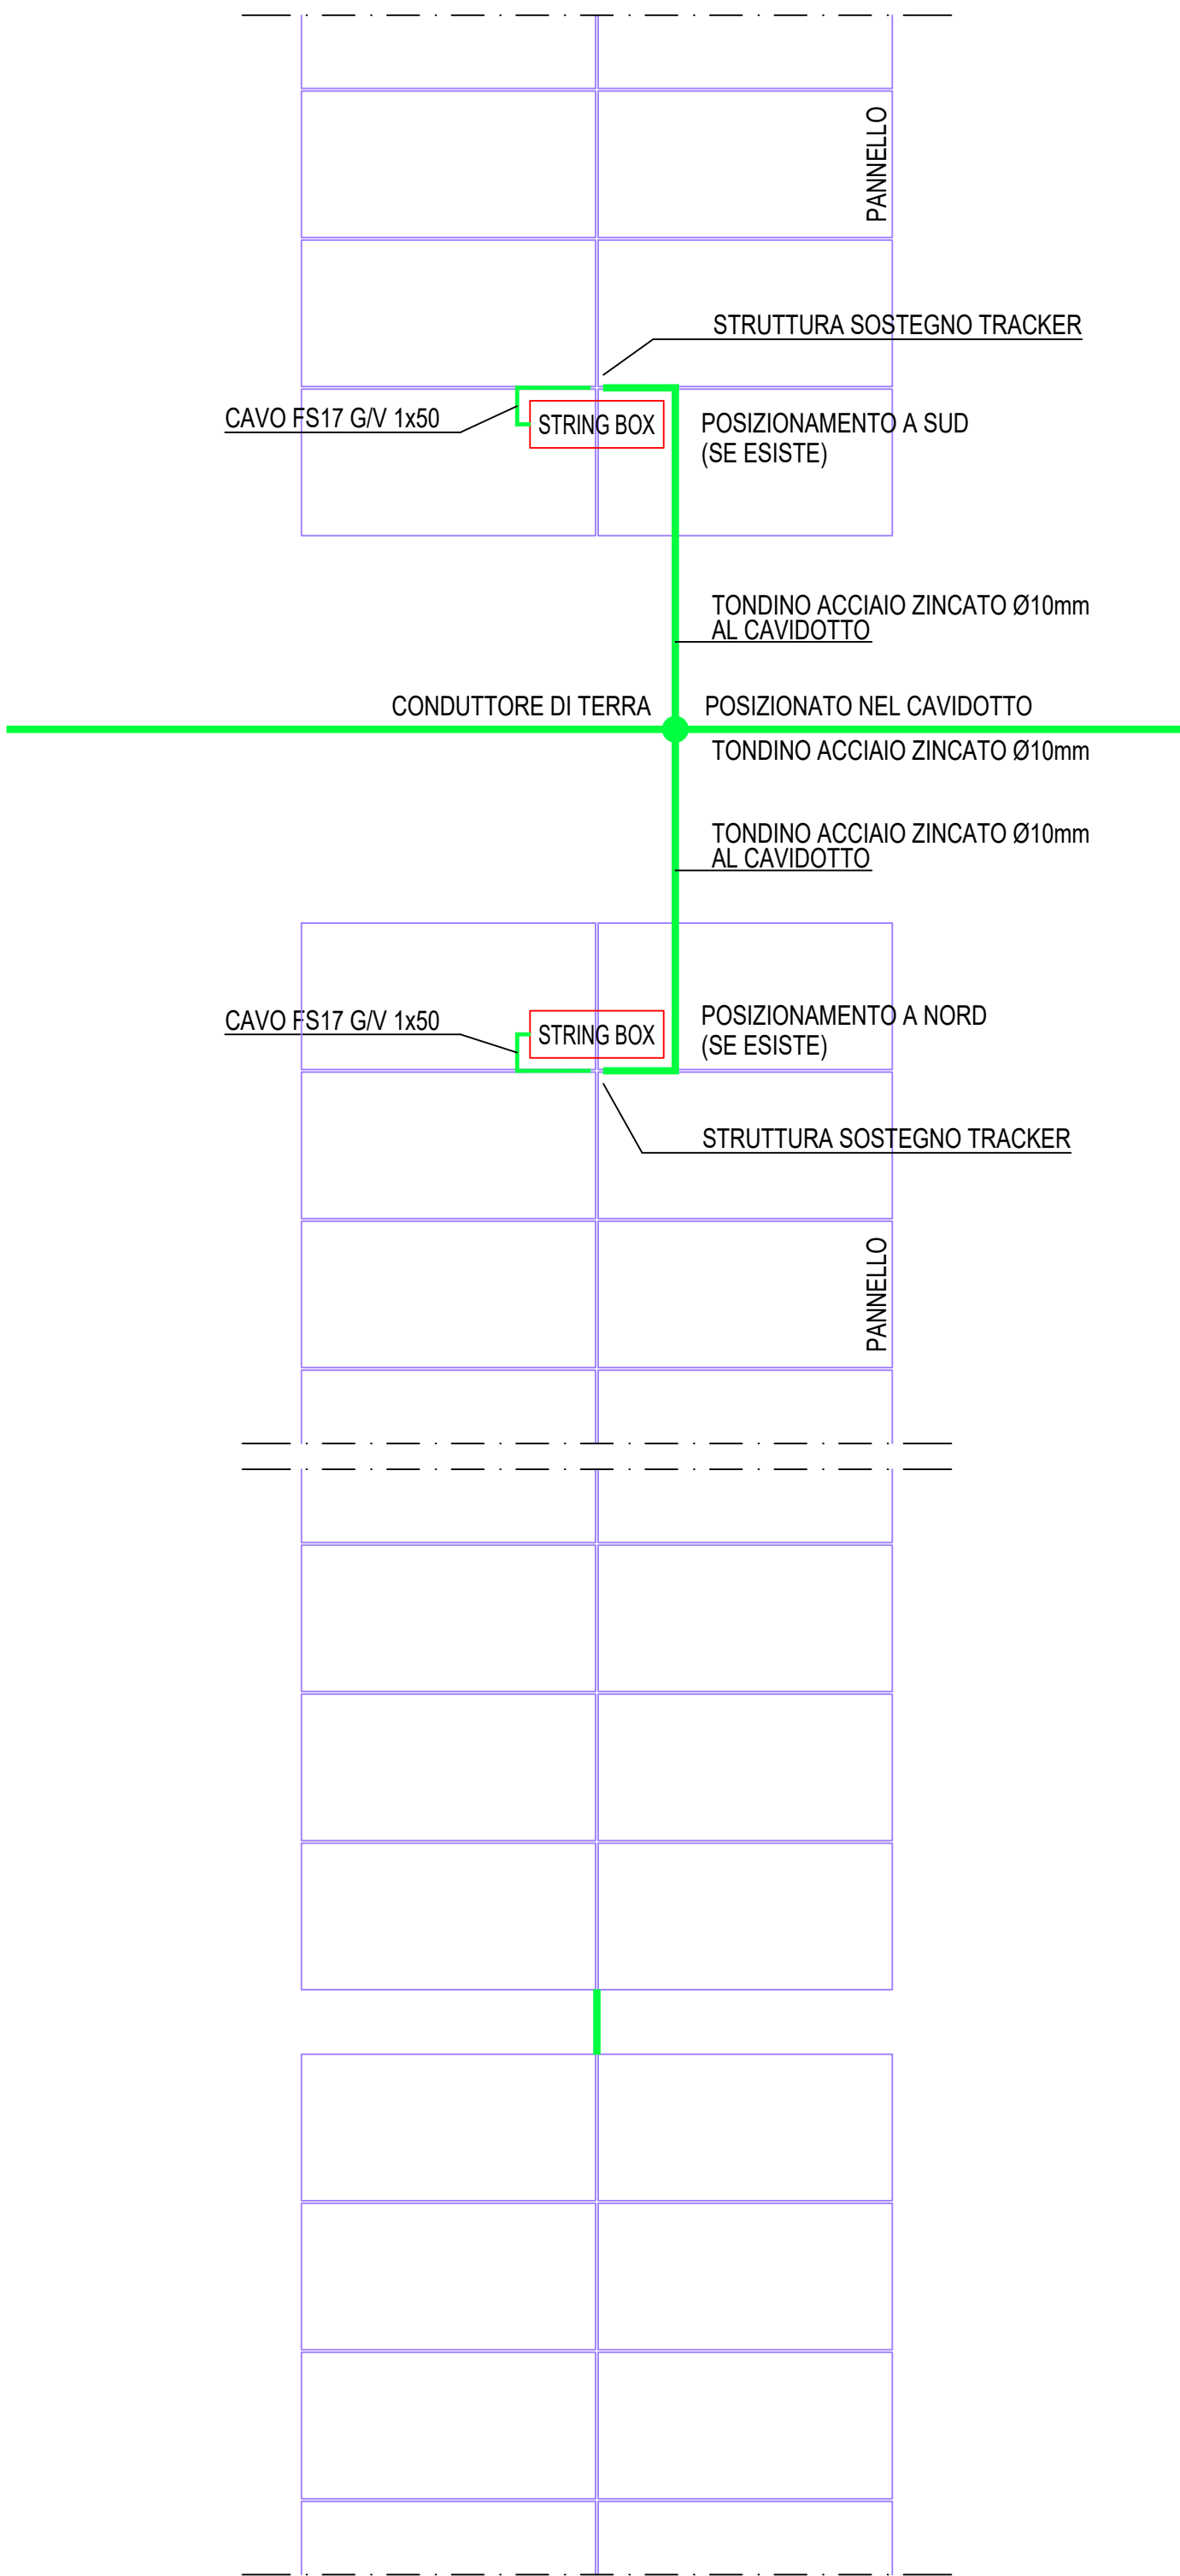 PANNELLO
STRUTTURA SOSTEGNO TRACKER
CAVO FS17 G/V 1x50
STRING BOX
POSIZIONAMENTO A SUD
(SE ESISTE)
TONDINO ACCIAIO ZINCATO Ø10mm
AL CAVIDOTTO
CONDUTTORE DI TERRA
POSIZIONATO NEL CAVIDOTTO
TONDINO ACCIAIO ZINCATO Ø10mm
TONDINO ACCIAIO ZINCATO Ø10mm
AL CAVIDOTTO
CAVO FS17 G/V 1x50
STRING BOX
POSIZIONAMENTO A NORD
(SE ESISTE)
STRUTTURA SOSTEGNO TRACKER
PANNELLO